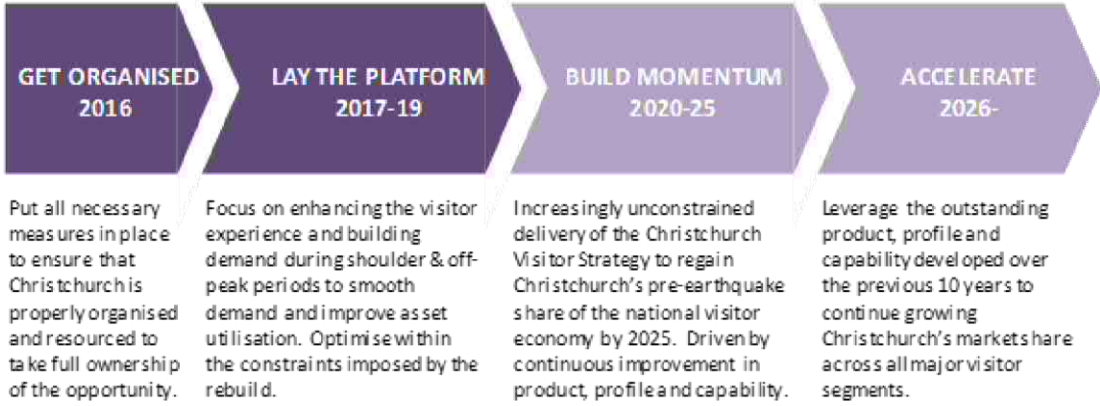 GET ORGANISED
2016
LAY THE PLATFORM
2017-19
BUILD MOMENTUM
2020-25
ACCELERATE
2026-
Put all necessary
measures in place
to ensure that
Christchurch is
properly organised
and resourced to
take full ownership
of the opportunity.
Focus on enhancing the visitor
experience and building
demand during shoulder & off-
peak periods to smooth
demand and improve asset
utilisation. Optimise within
the constraints imposed by the
rebuild.
Increasingly unconstrained
delivery of the Christchurch
Visitor Strategy to regain
Christchurch's pre-earthquake
share of the national visitor
economy by 2025. Driven by
continuous improvement in
product, profile and capability.
Leverage the outstanding
product, profile and
capability developed over
the previous 10 years to
continue growing
Christchurch's market share
across all major visitor
segments.